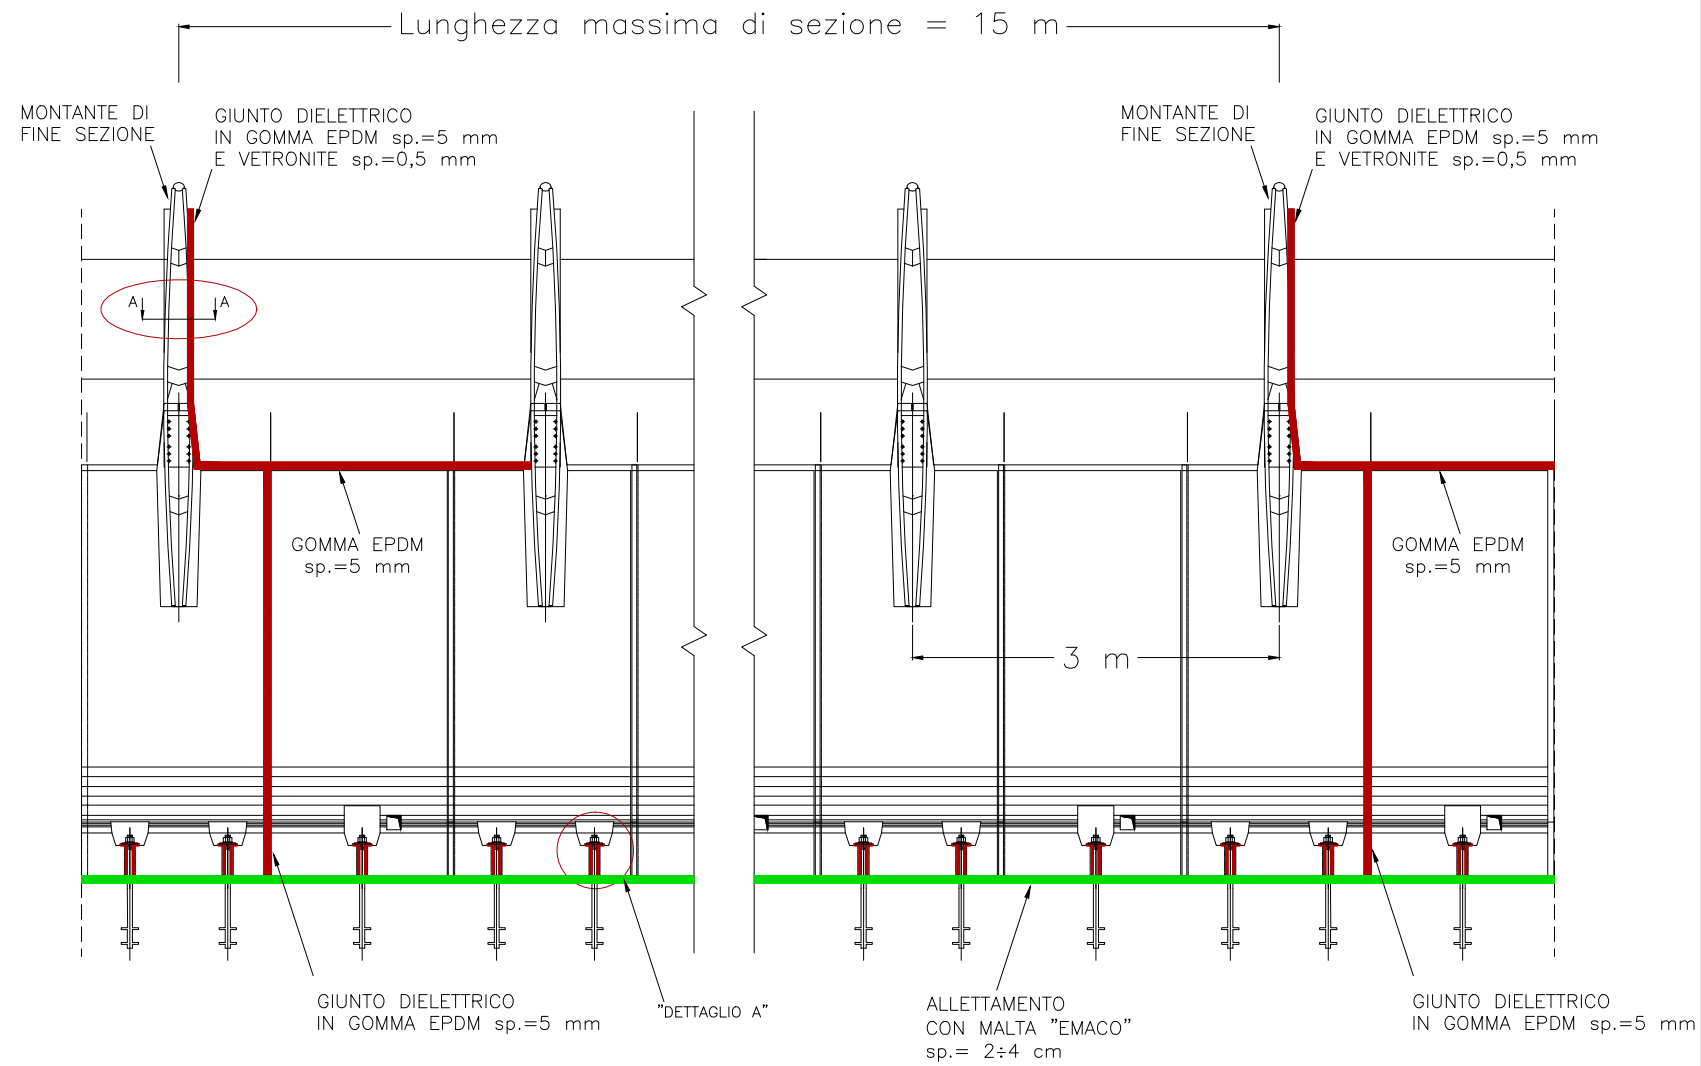 Lunghezza massima di sezione = 15 m
MONTANTE DI
FINE SEZIONE
GIUNTO DIELETTRICO
IN GOMMA EPDM sp.=5 mm
E VETRONITE sp.=0,5 mm
MONTANTE DI
FINE SEZIONE
GIUNTO DIELETTRICO
IN GOMMA EPDM sp.=5 mm
E VETRONITE sp.=0,5 mm
A A
GOMMA EPDM
sp.=5 mm
GOMMA EPDM
sp.=5 mm
3 m
GIUNTO DIELETTRICO
IN GOMMA EPDM sp.=5 mm
"DETTAGLIO A"
ALLETTAMENTO
CON MALTA "EMACO"
sp.= 2÷4 cm
GIUNTO DIELETTRICO
IN GOMMA EPDM sp.=5 mm